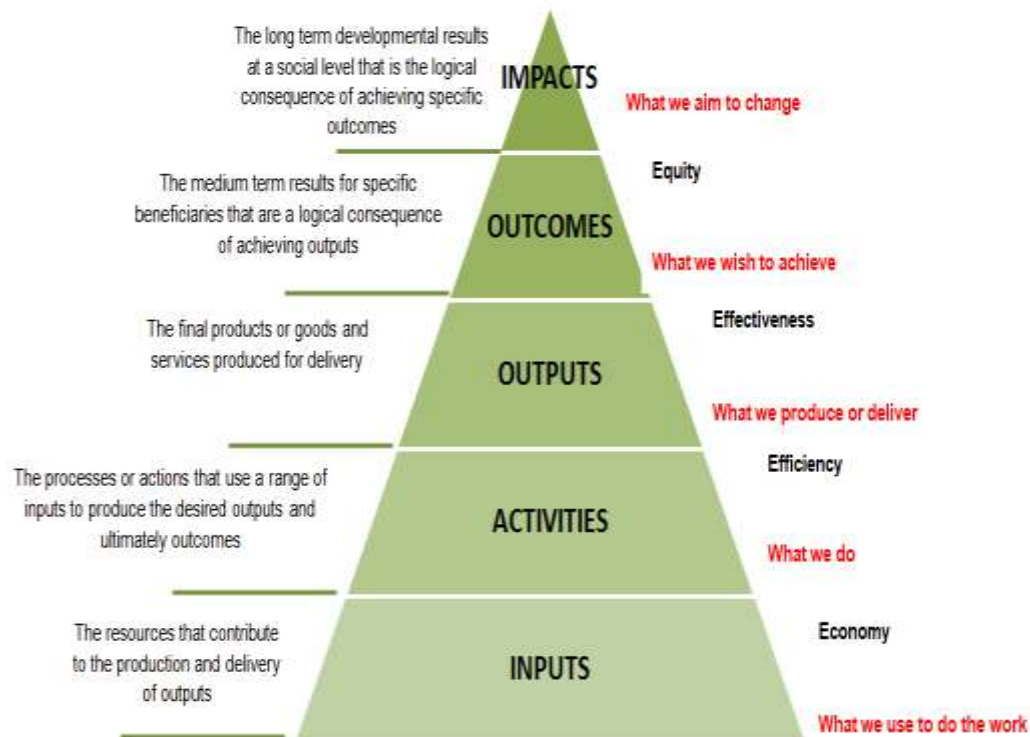 The long term developmental results
at a social level that is the logical
consequence of achieving specific
outcomes
IMPACTS
What we aim to change
The medium term results for specific
beneficiaries that are a logical consequence
of achieving outputs
OUTCOMES
Equity
What we wish to achieve
The final products or goods and
services produced for delivery
OUTPUTS
Effectiveness
What we produce or deliver
The processes or actions that use a range of
inputs to produce the desired outputs and
ultimately outcomes
ACTIVITIES
Efficiency
What we do
The resources that contribute
to the production and delivery
of outputs
INPUTS
Economy
What we use to do the work